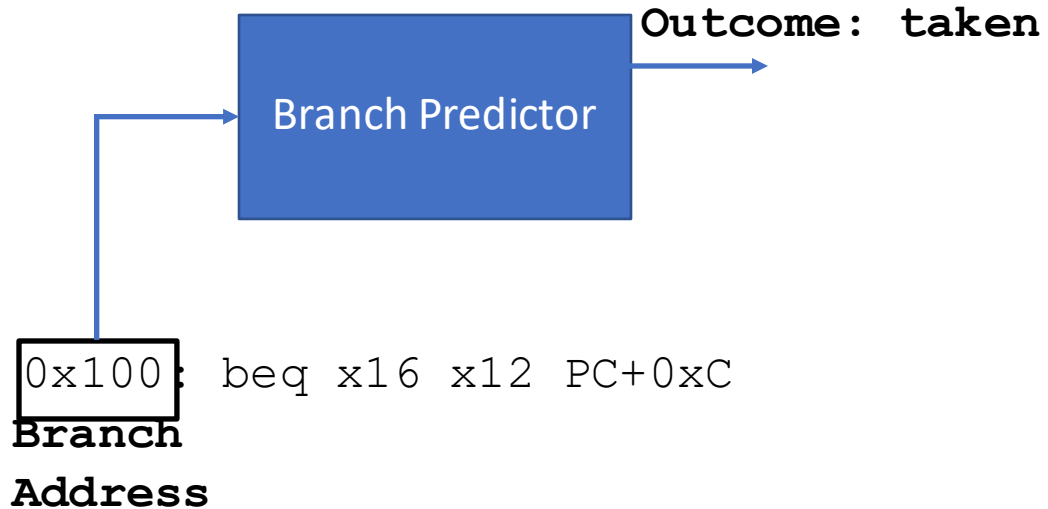 Outcome: taken
Branch Predictor
0x100: beq x16 x12 PC+0xC
Branch
Address